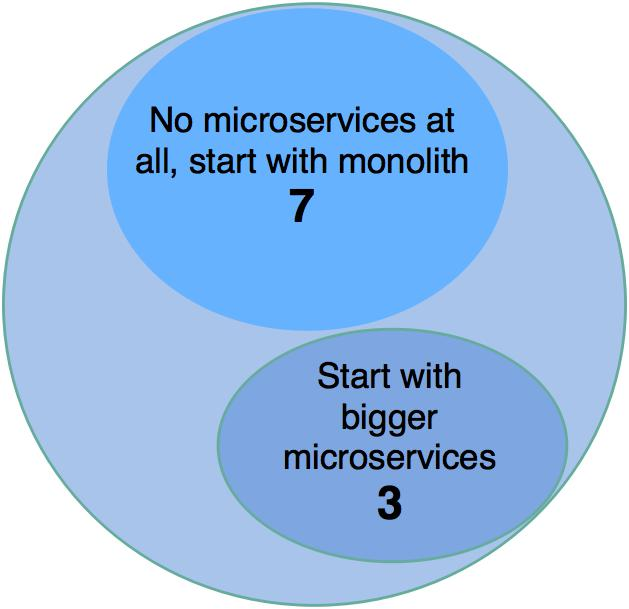 No microservices at
all, start with monolith
7
Start with
bigger
microservices
3